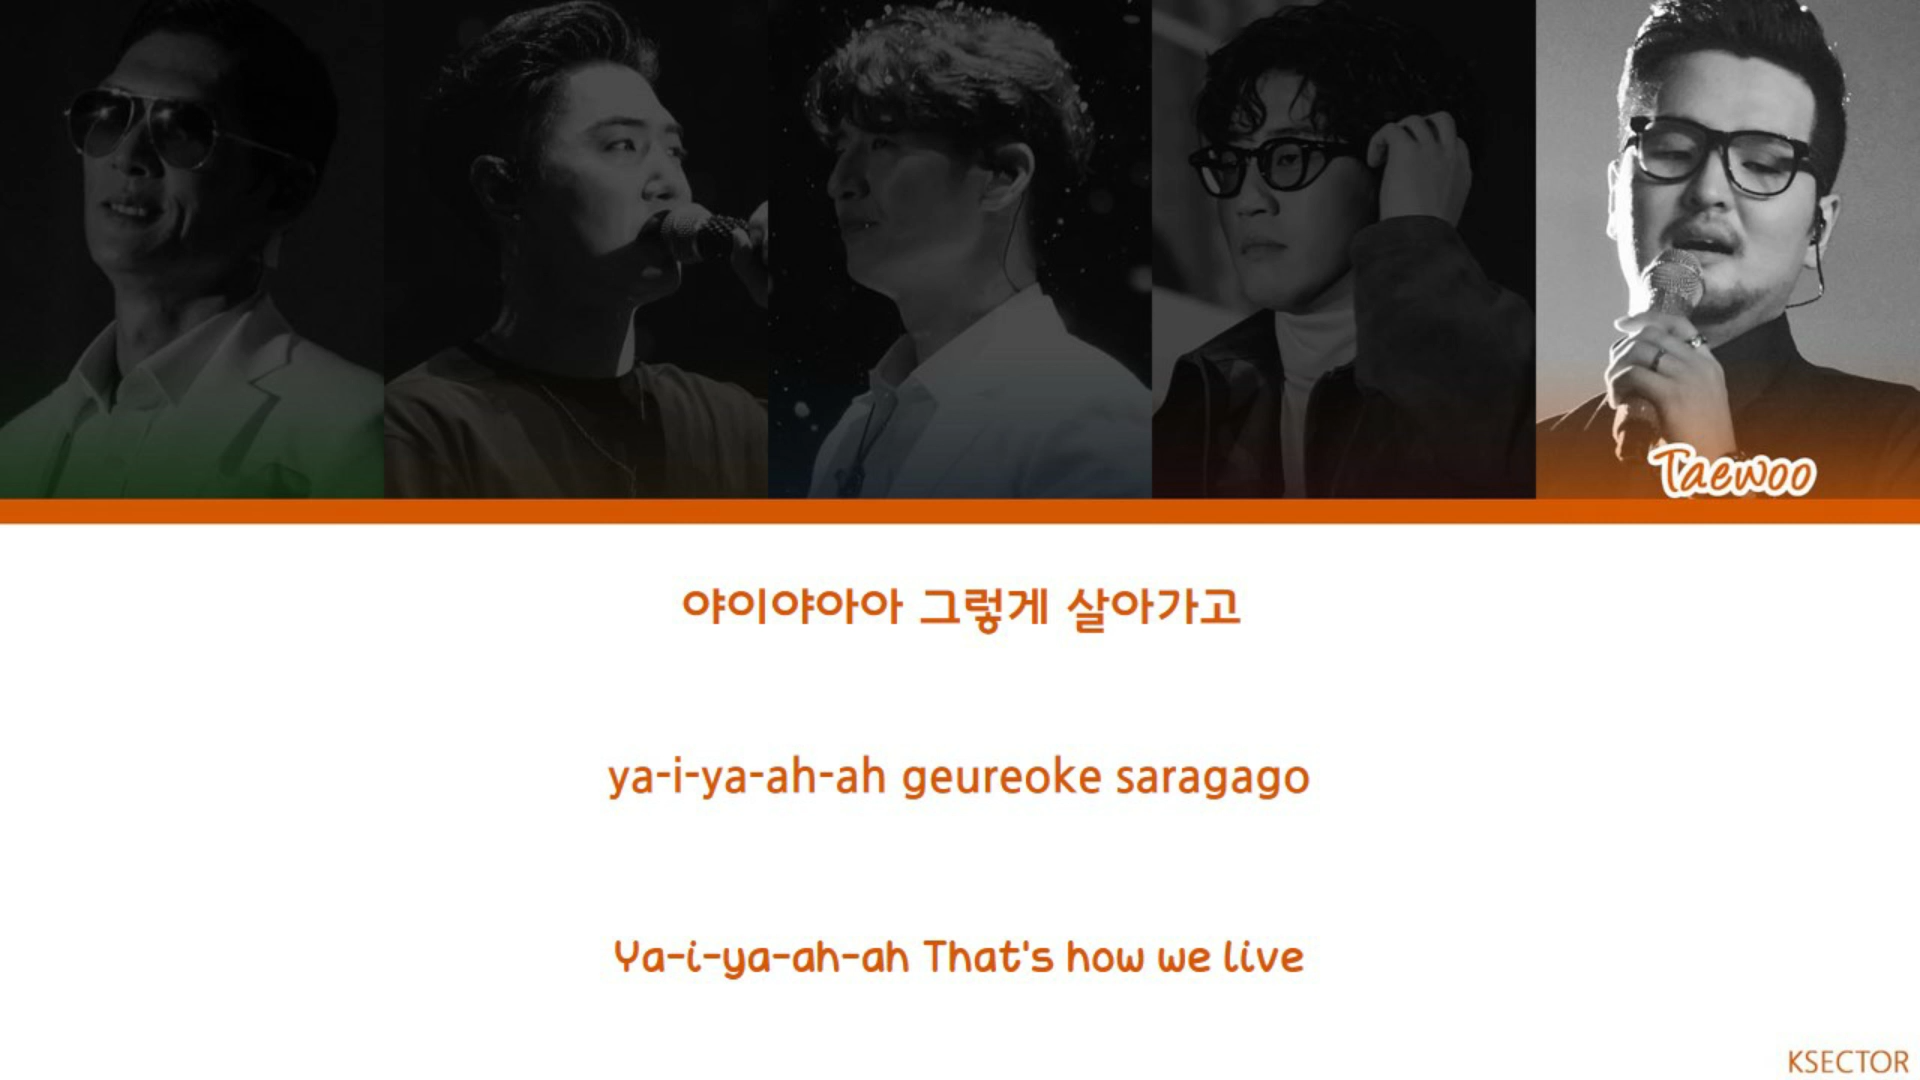 Taewoo
야이야아아 그렇게 살아가고
ya-i-ya-ah-ah geureoke saragago
Ya-i-ya-ah-ah That's how we live
KSECTOR